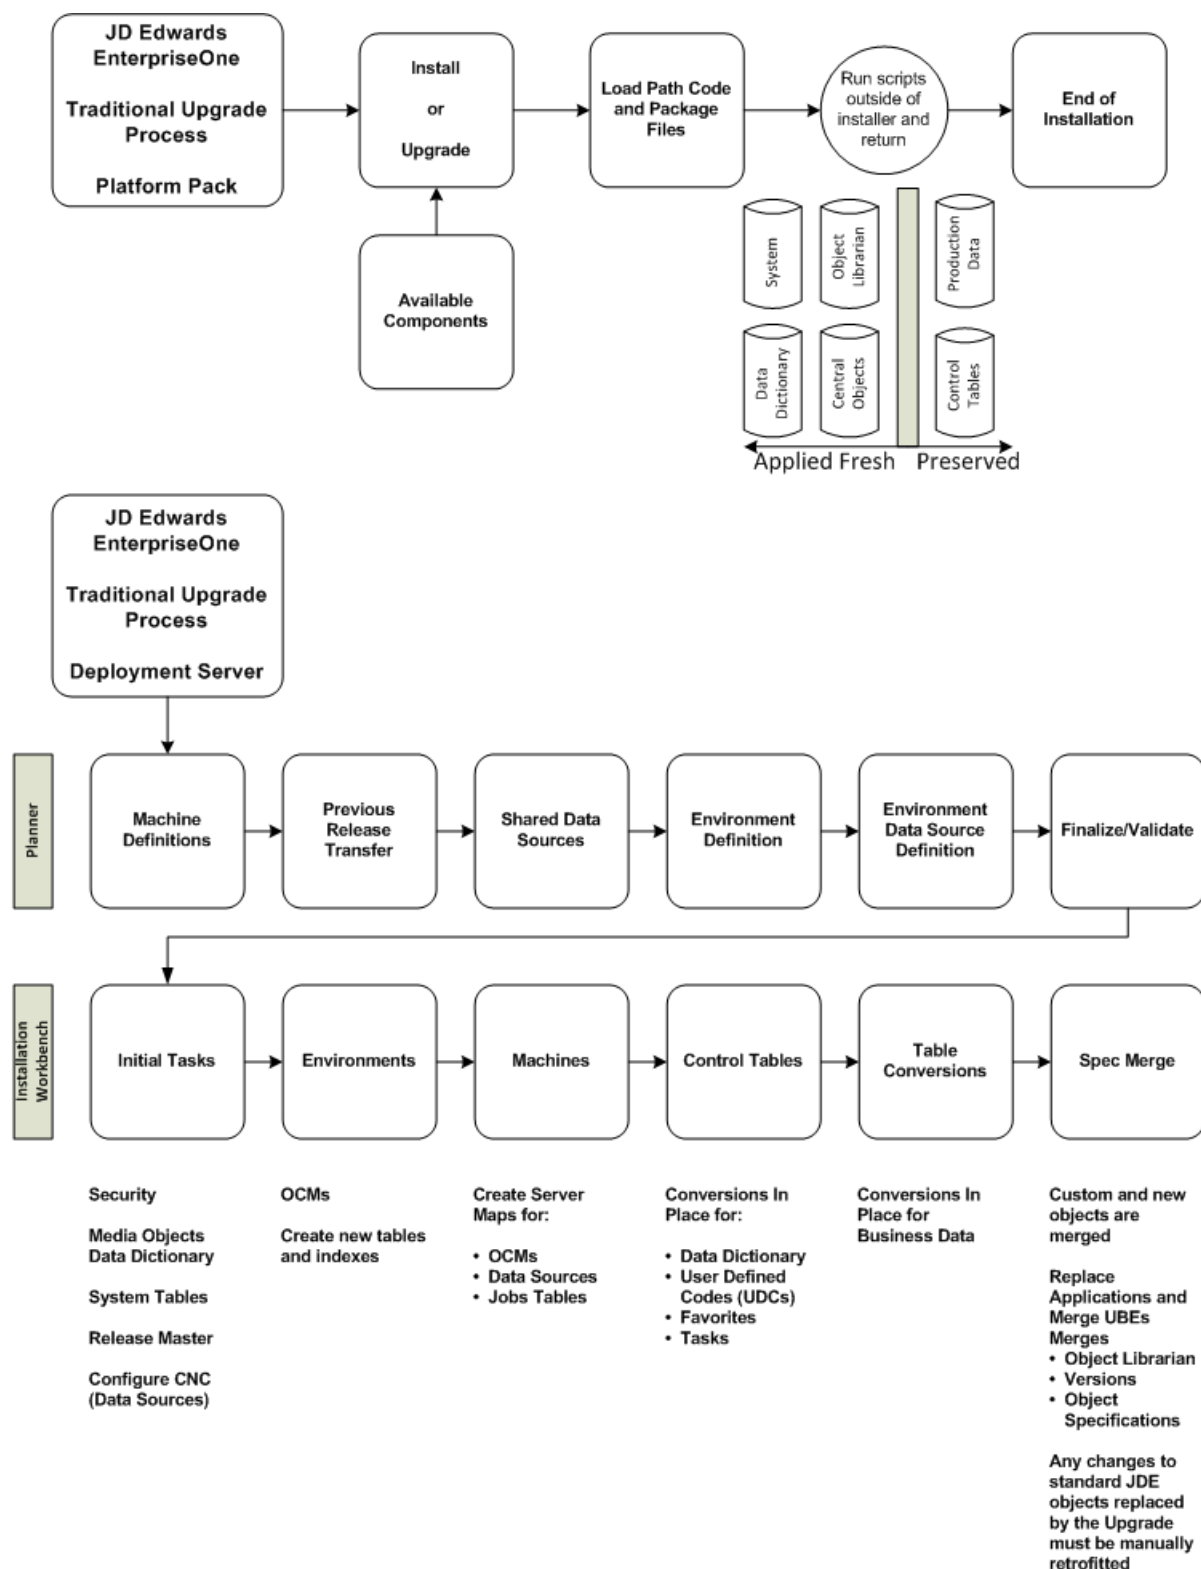 JD Edwards
EnterpriseOne
Traditional Upgrade
Process
Platform Pack
Install
or
Upgrade
Load Path Code
and Package
Files
Run scripts
outside of
installer and
return
End of
Installation
Available
Components
System
Object
Librarian
Production
Data
Data
Dictionary
Central
Objects
Control
Tables
Applied Fresh
Preserved
JD Edwards
EnterpriseOne
Traditional Upgrade
Process
Deployment Server
Planner
Machine
Definitions
Previous
Release
Transfer
Shared Data
Sources
Environment
Definition
Environment
Data Source
Definition
Finalize/Validate
Installation
Workbench
Initial Tasks
Environments
Machines
Control Tables
Table
Conversions
Spec Merge
Security
Media Objects
Data Dictionary
System Tables
Release Master
Configure CNC
(Data Sources)
OCMs
Create new tables
and indexes
Create Server
Maps for:
• OCMs
• Data Sources
• Jobs Tables
Conversions In
Place for:
• Data Dictionary
• User Defined
Codes (UDCs)
• Favorites
• Tasks
Conversions In
Place for
Business Data
Custom and new
objects are
merged
Replace
Applications and
Merge UBEs
Merges
• Object Librarian
• Versions
• Object
Specifications
Any changes to
standard JDE
objects replaced
by the Upgrade
must be manually
retrofitted